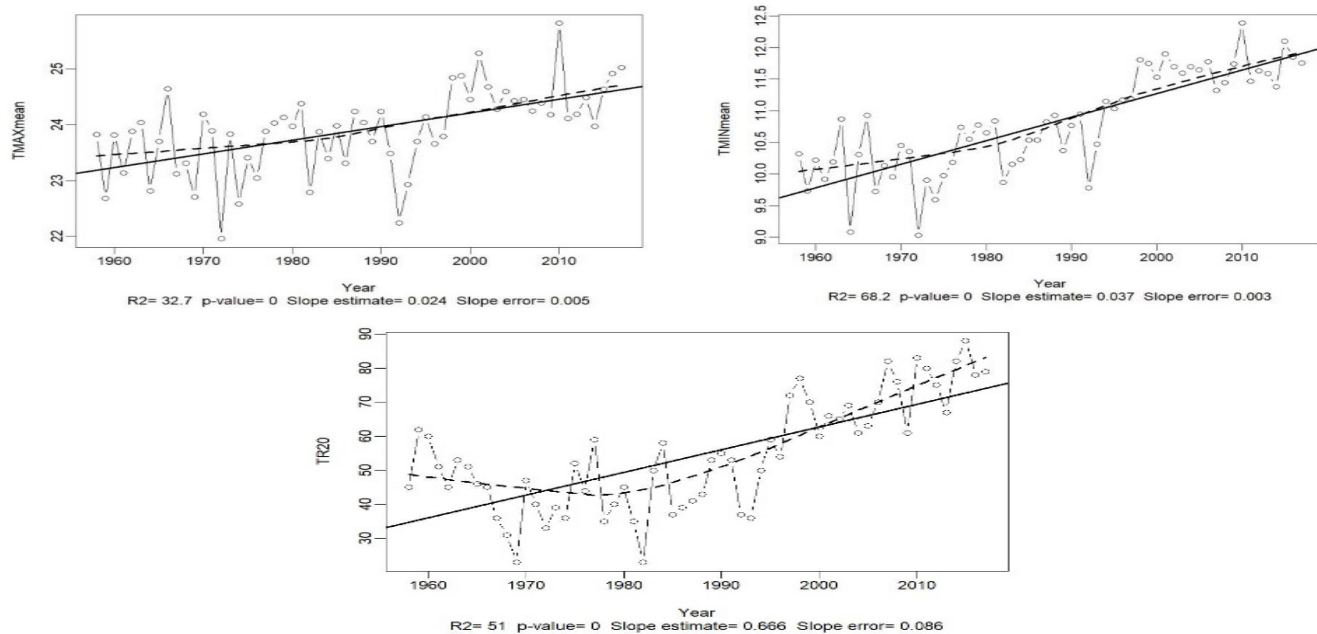 TMAXmean
25
24
23
22
1960 1970 1980 1990 2000 2010
Year
R2= 32.7 p-value= 0 Slope estimate= 0.024 Slope error= 0.005
TMINmean
12.5
12.0
11.5
11.0
10.5
10.0
9.5
9.0
1960 1970 1980 1990 2000 2010
Year
R2= 68.2 p-value= 0 Slope estimate= 0.037 Slope error= 0.003
TR20
90
80
70
60
50
40
30
1960 1970 1980 1990 2000 2010
Year
R2= 51 p-value= 0 Slope estimate= 0.666 Slope error= 0.086